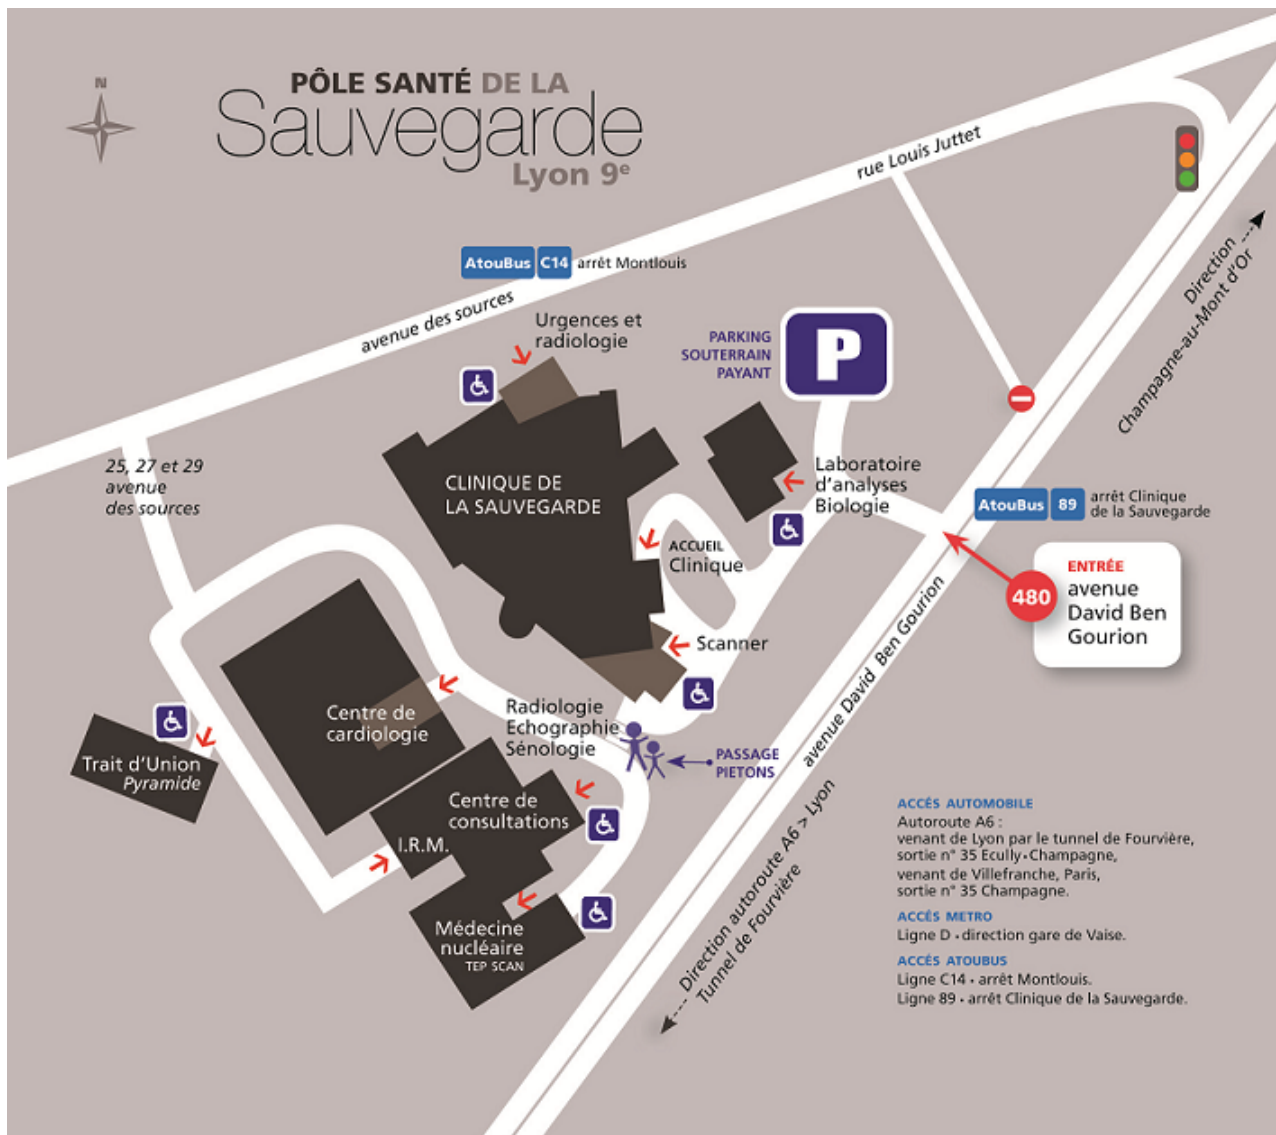 N
PÔLE SANTÉ DE LA
Sauvegarde
Lyon 9e
rue Louis Juttet
Direction
Champagne-au-Mont d'Or
AtouBus C14 arrêt Montlouis
avenue des sources
Urgences et
radiologie
PARKING
SOUTERRAIN
PAYANT
P
25, 27 et 29
avenue
des sources
CLINIQUE DE
LA SAUVEGARDE
Laboratoire
d'analyses
Biologie
AtouBus 89 arrêt Clinique
de la Sauvegarde
ACCUEIL
Clinique
480
ENTRÉE
avenue
David Ben
Gourion
Scanner
avenue David Ben Gourion
Centre de
cardiologie
Radiologie
Echographie
Sénologie
PASSAGE
PIETONS
Trait d'Union
Pyramide
Centre de
consultations
I.R.M.
Médecine
nucléaire
TEP SCAN
Direction autoroute A6 > Lyon
Tunnel de Fourvière
ACCÉS AUTOMOBILE
Autoroute A6 :
venant de Lyon par le tunnel de Fourvière,
sortie n° 35 Ecully • Champagne,
venant de Villefranche, Paris,
sortie n° 35 Champagne.
ACCÉS METRO
Ligne D • direction gare de Vaise.
ACCÉS ATOUBUS
Ligne C14 • arrêt Montlouis.
Ligne 89 • arrêt Clinique de la Sauvegarde.